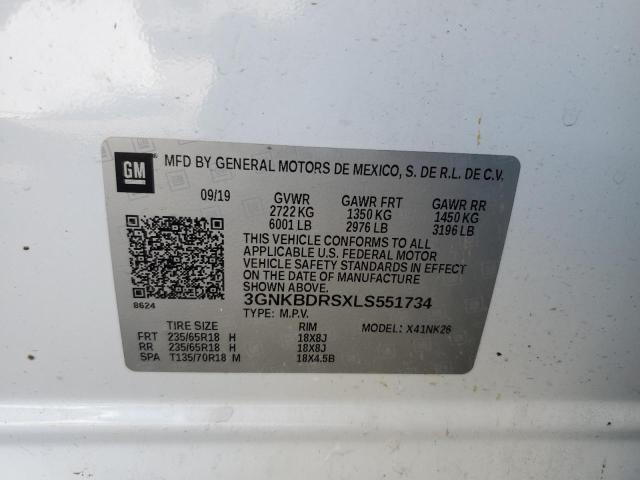 GM
MFD BY GENERAL MOTORS DE MEXICO, S. DE R.L. DE C.V.
09/19 GVWR GAWR FRT GAWR RR
2722 KG 1350 KG 1450 KG
6001 LB 2976 LB 3196 LB
THIS VEHICLE CONFORMS TO ALL
APPLICABLE U.S. FEDERAL MOTOR
VEHICLE SAFETY STANDARDS IN EFFECT
ON THE DATE OF MANUFACTURE
SHOWN ABOVE.
8624 3GNKBDRSXLS551734
TYPE: M.P.V. MODEL: X41NK26
TIRE SIZE RIM
FRT 235/65R18 H 18X8J
RR 235/65R18 H 18X8J
SPA T135/70R18 M 18X4.5B